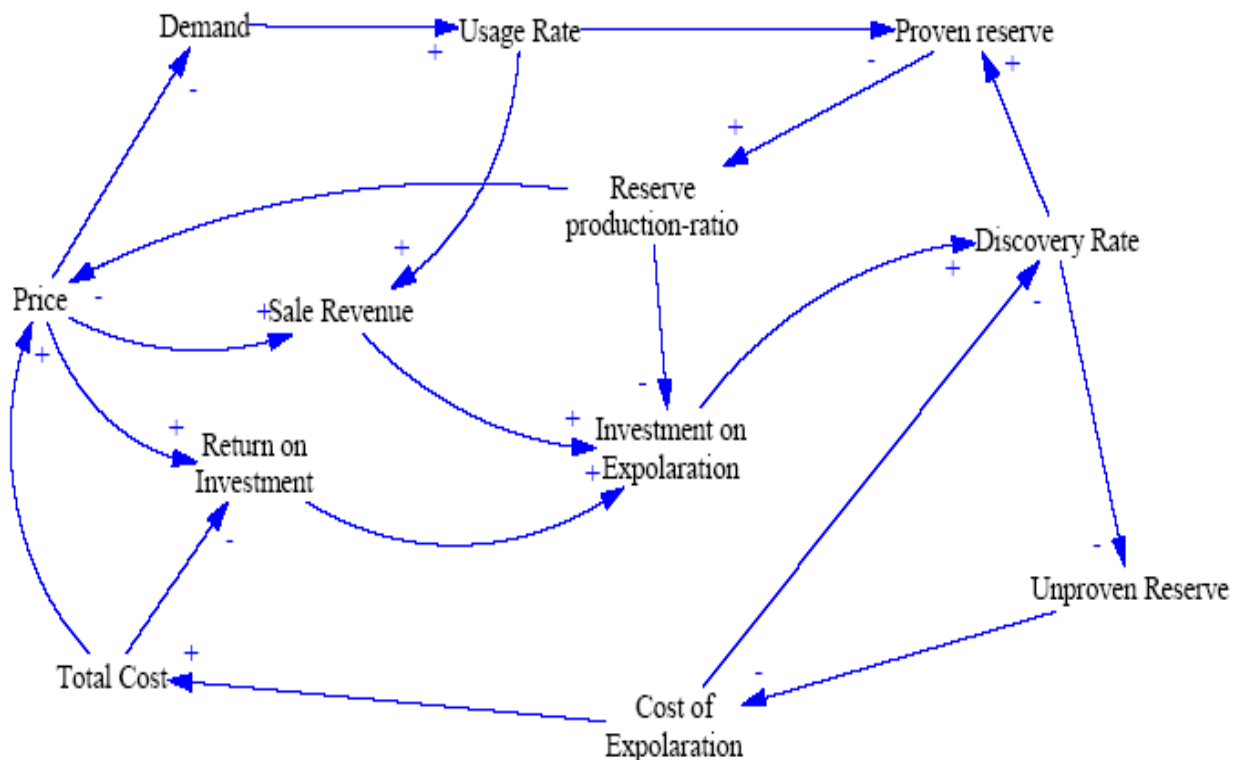 Demand
Usage Rate
Proven reserve
+
-
+
-
+
Reserve
production-ratio
Discovery Rate
+
+
-
Price
-
+
Sale Revenue
+
-
+
+
Return on
Investment
Investment on
Expolaration
+
-
-
Unproven Reserve
+
Total Cost
-
Cost of
Expolaration